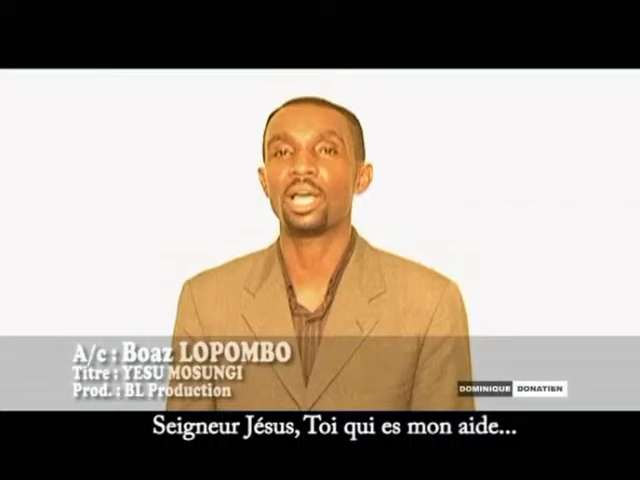 A/c : Boaz LOPOMBO
Titre : YESU MOSUNGI
Prod. : BL Production
DOMINIQUE DONATIEN
Seigneur Jésus, Toi qui es mon aide...